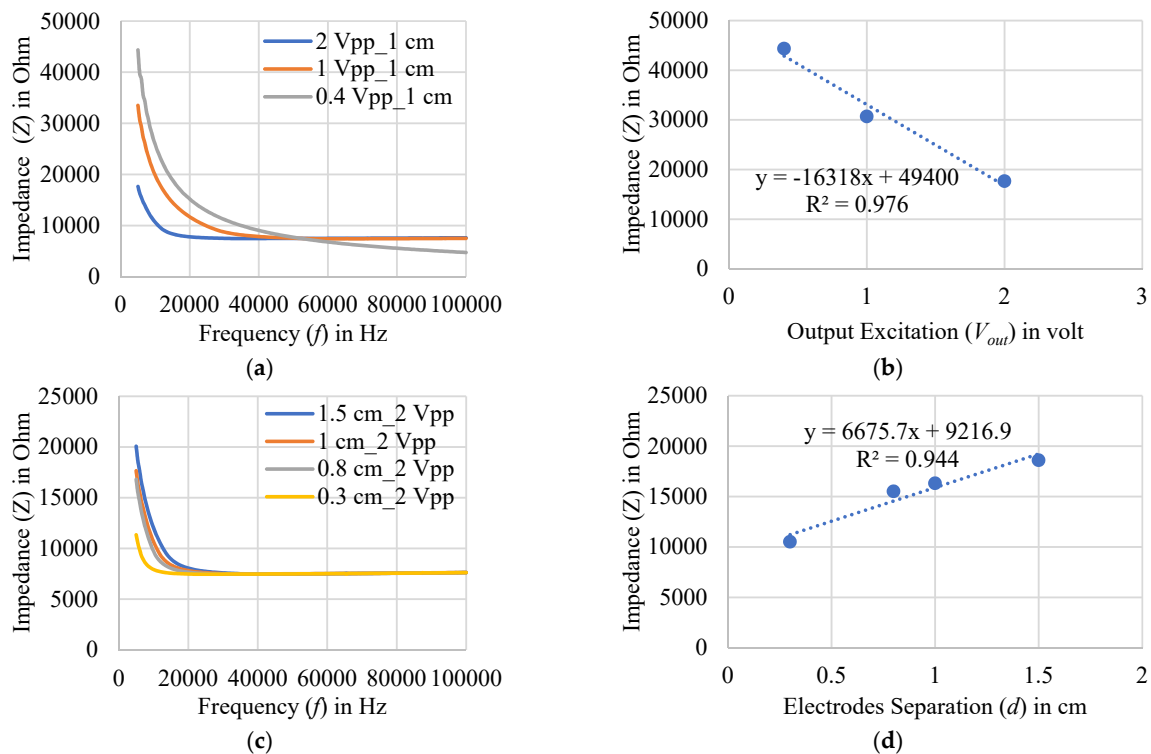 50000
40000
30000
20000
10000
0
Impedance (Z) in Ohm
2 Vpp_1 cm
1 Vpp_1 cm
0.4 Vpp_1 cm
0 20000 40000 60000 80000 100000
Frequency (f) in Hz
(a)
50000
40000
30000
20000
10000
0
Impedance (Z) in Ohm
y = -16318x + 49400
R² = 0.976
0 1 2 3
Output Excitation (Vout) in volt
(b)
25000
20000
15000
10000
5000
0
Impedance (Z) in Ohm
1.5 cm_2 Vpp
1 cm_2 Vpp
0.8 cm_2 Vpp
0.3 cm_2 Vpp
0 20000 40000 60000 80000 100000
Frequency (f) in Hz
(c)
25000
20000
15000
10000
5000
0
Impedance (Z) in Ohm
y = 6675.7x + 9216.9
R² = 0.944
0 0.5 1 1.5 2
Electrodes Separation (d) in cm
(d)